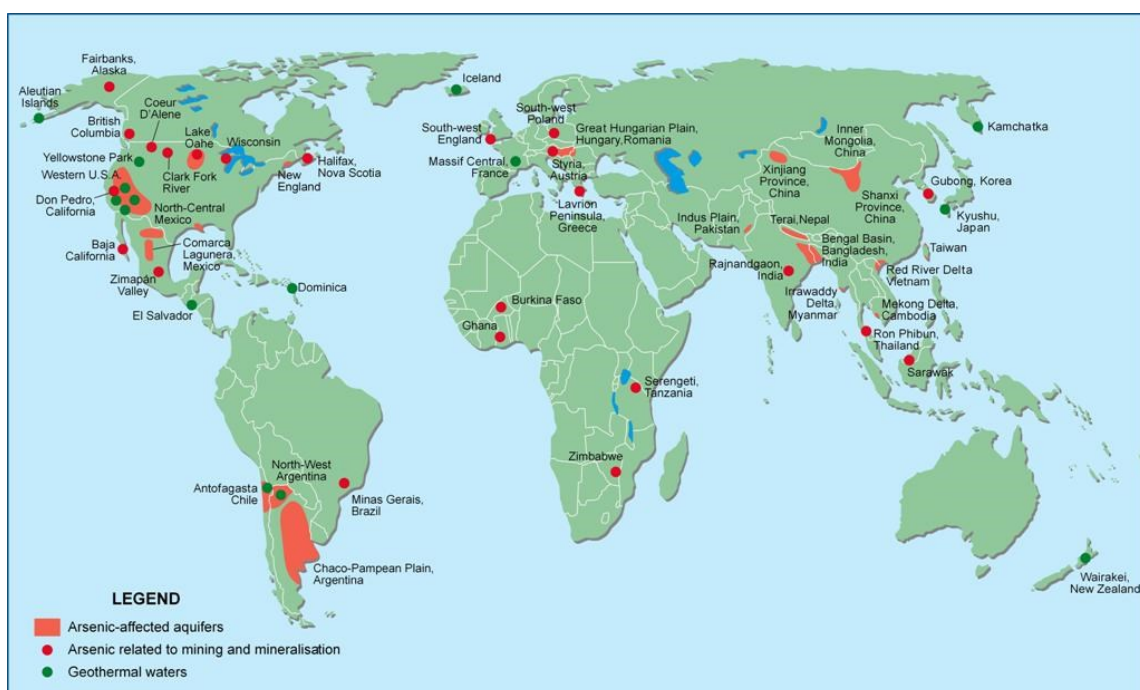 Fairbanks,
Alaska
Aleutian
Islands
Coeur
D'Alene
British
Columbia
Lake
Oahe
Wisconsin
Yellowstone Park
Western U.S.A.
Clark Fork
River
New
England
Halifax,
Nova Scotia
Don Pedro,
California
North-Central
Mexico
Baja
California
Comarca
Lagunera,
Mexico
Zimapán
Valley
El Salvador
Dominica
Iceland
South-west
England
South-west
Poland
Great Hungarian Plain,
Hungary,Romania
Massif Central,
France
Styria,
Austria
Lavrion
Peninsula,
Greece
Inner
Mongolia,
China
Kamchatka
Xinjiang
Province,
China
Shanxi
Province,
China
Gubong, Korea
Kyushu,
Japan
Indus Plain,
Pakistan
Terai,Nepal
Bengal Basin,
Bangladesh,
India
Taiwan
Rajnandgaon,
India
Red River Delta
Vietnam
Irrawaddy
Delta,
Myanmar
Mekong Delta,
Cambodia
Ron Phibun,
Thailand
Sarawak
Burkina Faso
Ghana
Serengeti,
Tanzania
Zimbabwe
North-West
Argentina
Antofagasta
Chile
Minas Gerais,
Brazil
Chaco-Pampean Plain,
Argentina
Wairakei,
New Zealand
LEGEND
Arsenic-affected aquifers
Arsenic related to mining and mineralisation
Geothermal waters